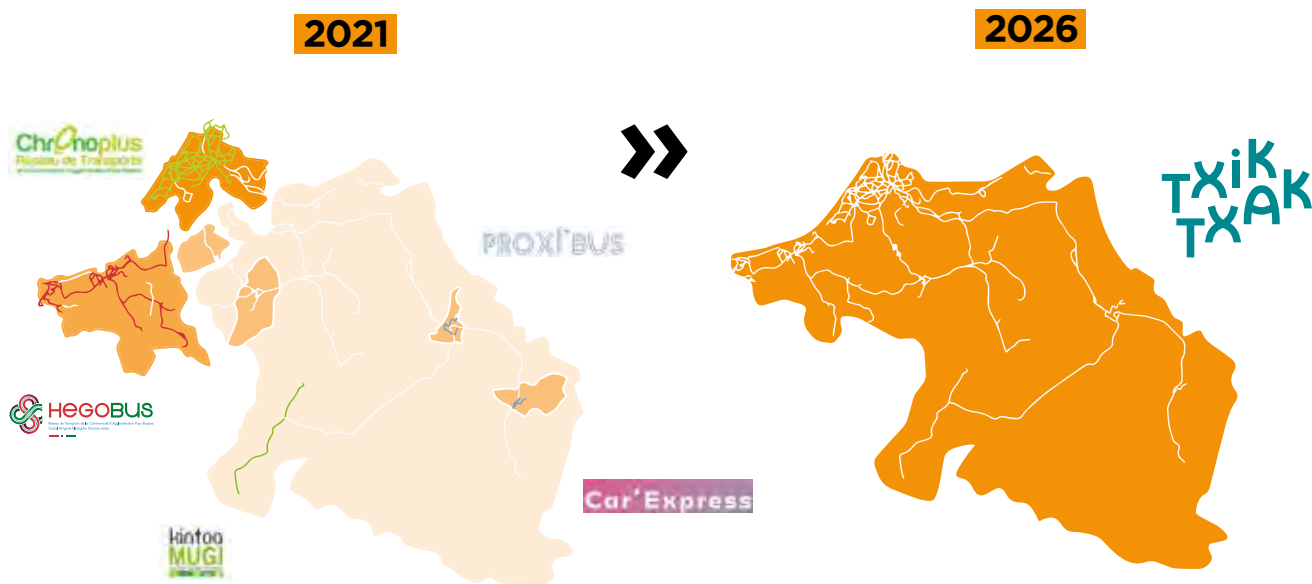 2021
2026
Chronoplus
Réseau de Transports
TXIK
TXAK
PROXI'BUS
HEGOBUS
Car'Express
kintoa
MUGI